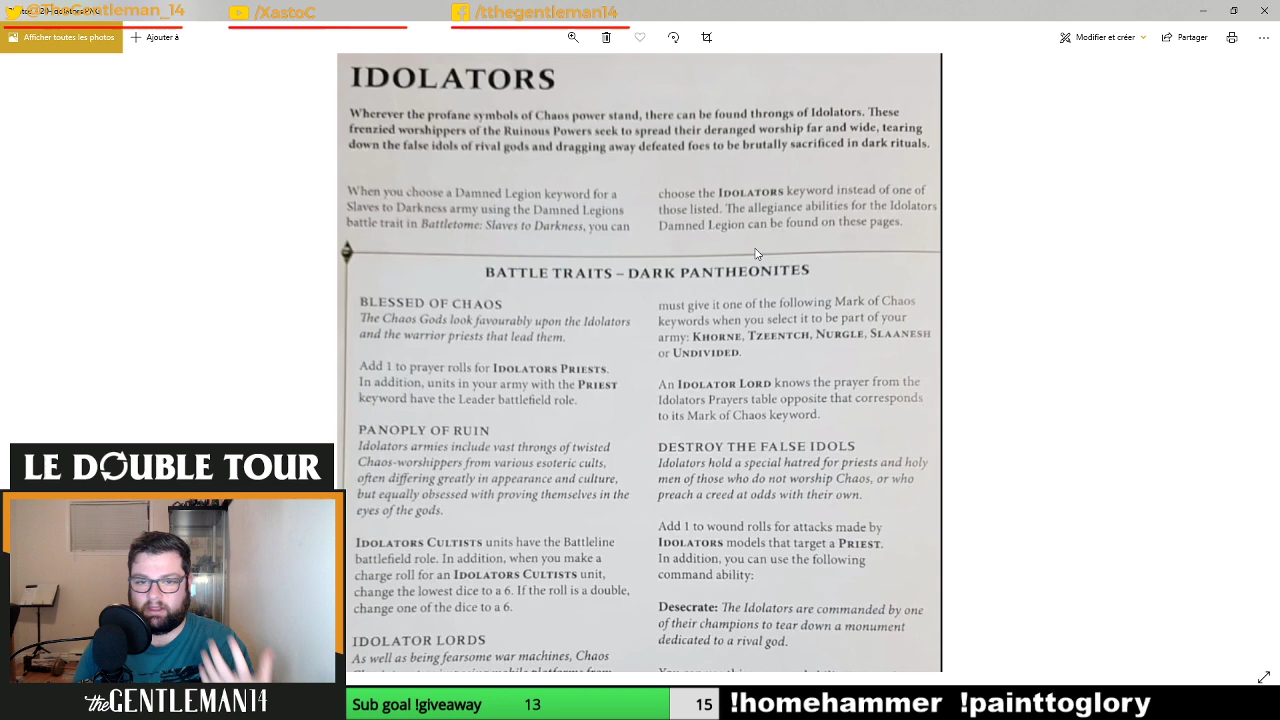 @TheGentleman_14
/XastoC
/tthegentleman14
Afficher toutes les photos
Ajouter à
Modifier et créer
Partager
IDOLATORS
Wherever the profane symbols of Chaos power stand, there can be found throngs of Idolators. These
frenzied worshippers of the Ruinous Powers seek to spread their deranged worship far and wide, tearing
down the false idols of rival gods and dragging away defeated foes to be brutally sacrificed in dark rituals.
When you choose a Damned Legion keyword for a
Slaves to Darkness army using the Damned Legions
battle trait in Battletome: Slaves to Darkness, you can
choose the IDOLATORS keyword instead of one of
those listed. The allegiance abilities for the Idolators
Damned Legion can be found on these pages.
BATTLE TRAITS – DARK PANTHEONITES
BLESSED OF CHAOS
The Chaos Gods look favourably upon the Idolators
and the warrior priests that lead them.
Add 1 to prayer rolls for IDOLATORS PRIESTS.
In addition, units in your army with the PRIEST
keyword have the Leader battlefield role.
PANOPLY OF RUIN
Idolators armies include vast throngs of twisted
Chaos-worshippers from various esoteric cults,
often differing greatly in appearance and culture,
but equally obsessed with proving themselves in the
eyes of the gods.
IDOLATORS CULTISTS units have the Battleline
battlefield role. In addition, when you make a
charge roll for an IDOLATORS CULTISTS unit,
change the lowest dice to a 6. If the roll is a double,
change one of the dice to a 6.
IDOLATOR LORDS
As well as being fearsome war machines, Chaos
must give it one of the following Mark of Chaos
keywords when you select it to be part of your
army: KHORNE, TZEENTCH, NURGLE, SLAANESH
or UNDIVIDED.
An IDOLATOR LORD knows the prayer from the
Idolators Prayers table opposite that corresponds
to its Mark of Chaos keyword.
DESTROY THE FALSE IDOLS
Idolators hold a special hatred for priests and holy
men of those who do not worship Chaos, or who
preach a creed at odds with their own.
Add 1 to wound rolls for attacks made by
IDOLATORS models that target a PRIEST.
In addition, you can use the following
command ability:
Desecrate: The Idolators are commanded by one
of their champions to tear down a monument
dedicated to a rival god.
LE DOUBLE TOUR
theGENTLEMAN14
Sub goal !giveaway 13 15
!homehammer !painttoglory